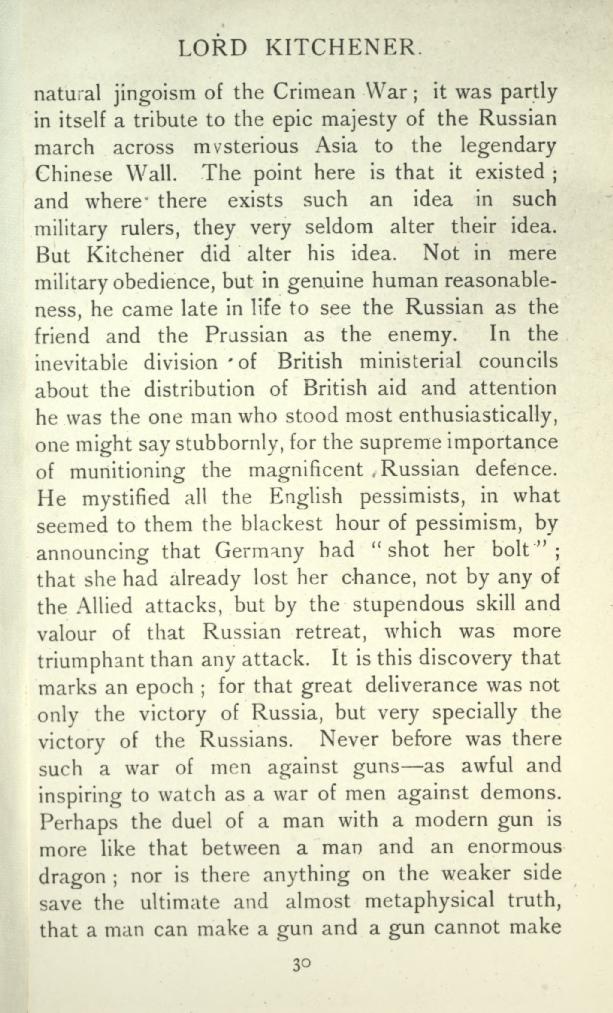 LORD KITCHENER.
natural jingoism of the Crimean War ; it was partly
in itself a tribute to the epic majesty of the Russian
march across mysterious Asia to the legendary
Chinese Wall. The point here is that it existed ;
and where there exists such an idea in such
military rulers, they very seldom alter their idea.
But Kitchener did alter his idea. Not in mere
military obedience, but in genuine human reasonable-
ness, he came late in life to see the Russian as the
friend and the Prussian as the enemy. In the
inevitable division of British ministerial councils
about the distribution of British aid and attention
he was the one man who stood most enthusiastically,
one might say stubbornly, for the supreme importance
of munitioning the magnificent Russian defence.
He mystified all the English pessimists, in what
seemed to them the blackest hour of pessimism, by
announcing that Germany had " shot her bolt " ;
that she had already lost her chance, not by any of
the Allied attacks, but by the stupendous skill and
valour of that Russian retreat, which was more
triumphant than any attack. It is this discovery that
marks an epoch ; for that great deliverance was not
only the victory of Russia, but very specially the
victory of the Russians. Never before was there
such a war of men against guns—as awful and
inspiring to watch as a war of men against demons.
Perhaps the duel of a man with a modern gun is
more like that between a man and an enormous
dragon ; nor is there anything on the weaker side
save the ultimate and almost metaphysical truth,
that a man can make a gun and a gun cannot make
30